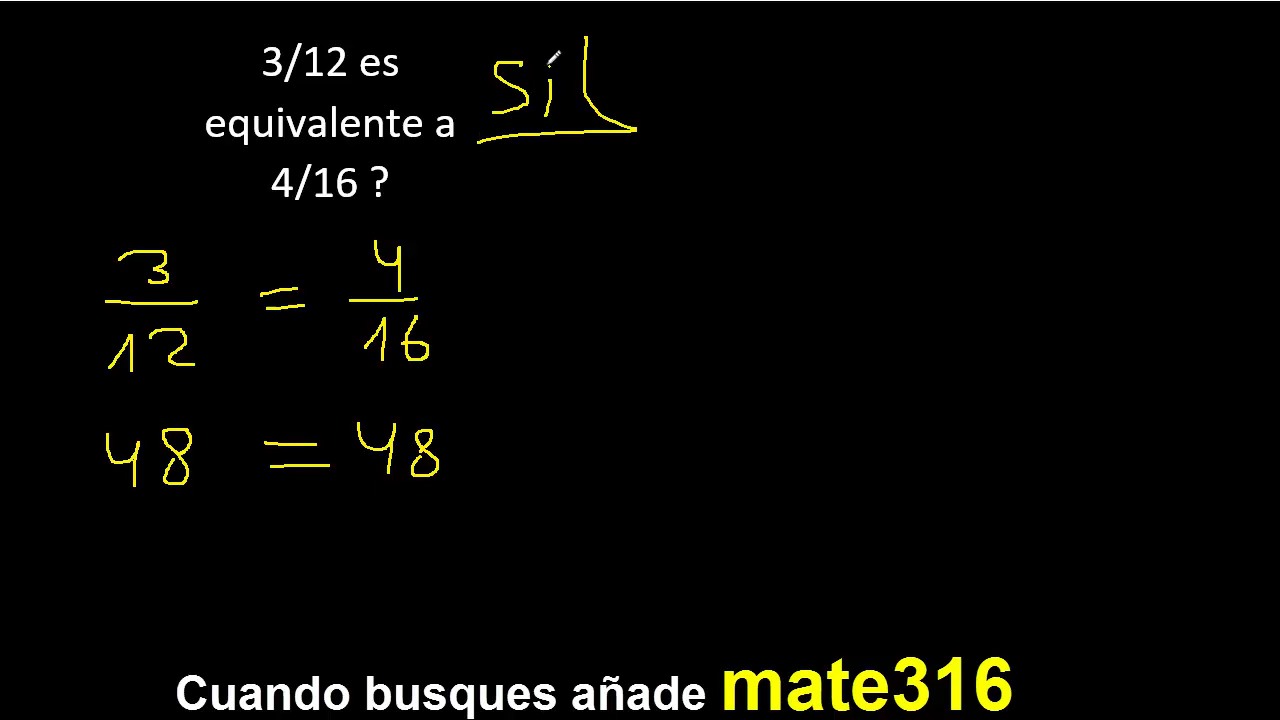 3/12 es
equivalente a
4/16 ?
Si
3/12 = 4/16
48 = 48
Cuando busques añade mate316